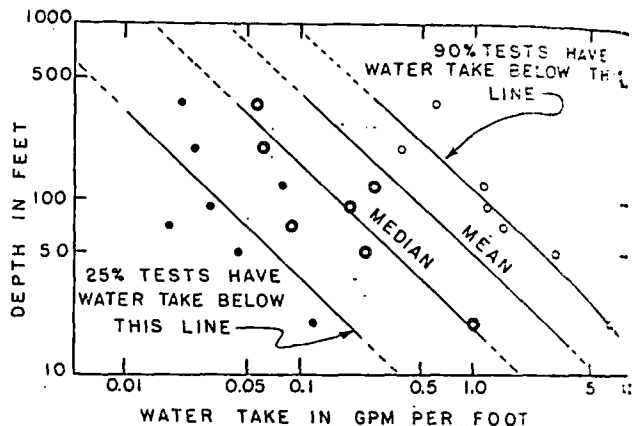 1000
500
100
50
10
DEPTH IN FEET
90% TESTS HAVE
WATER TAKE BELOW
LINE
MEDIAN
MEAN
25% TESTS HAVE
WATER TAKE BELOW
THIS LINE
0.01
0.05
0.1
0.5
1.0
5
WATER TAKE IN GPM PER FOOT